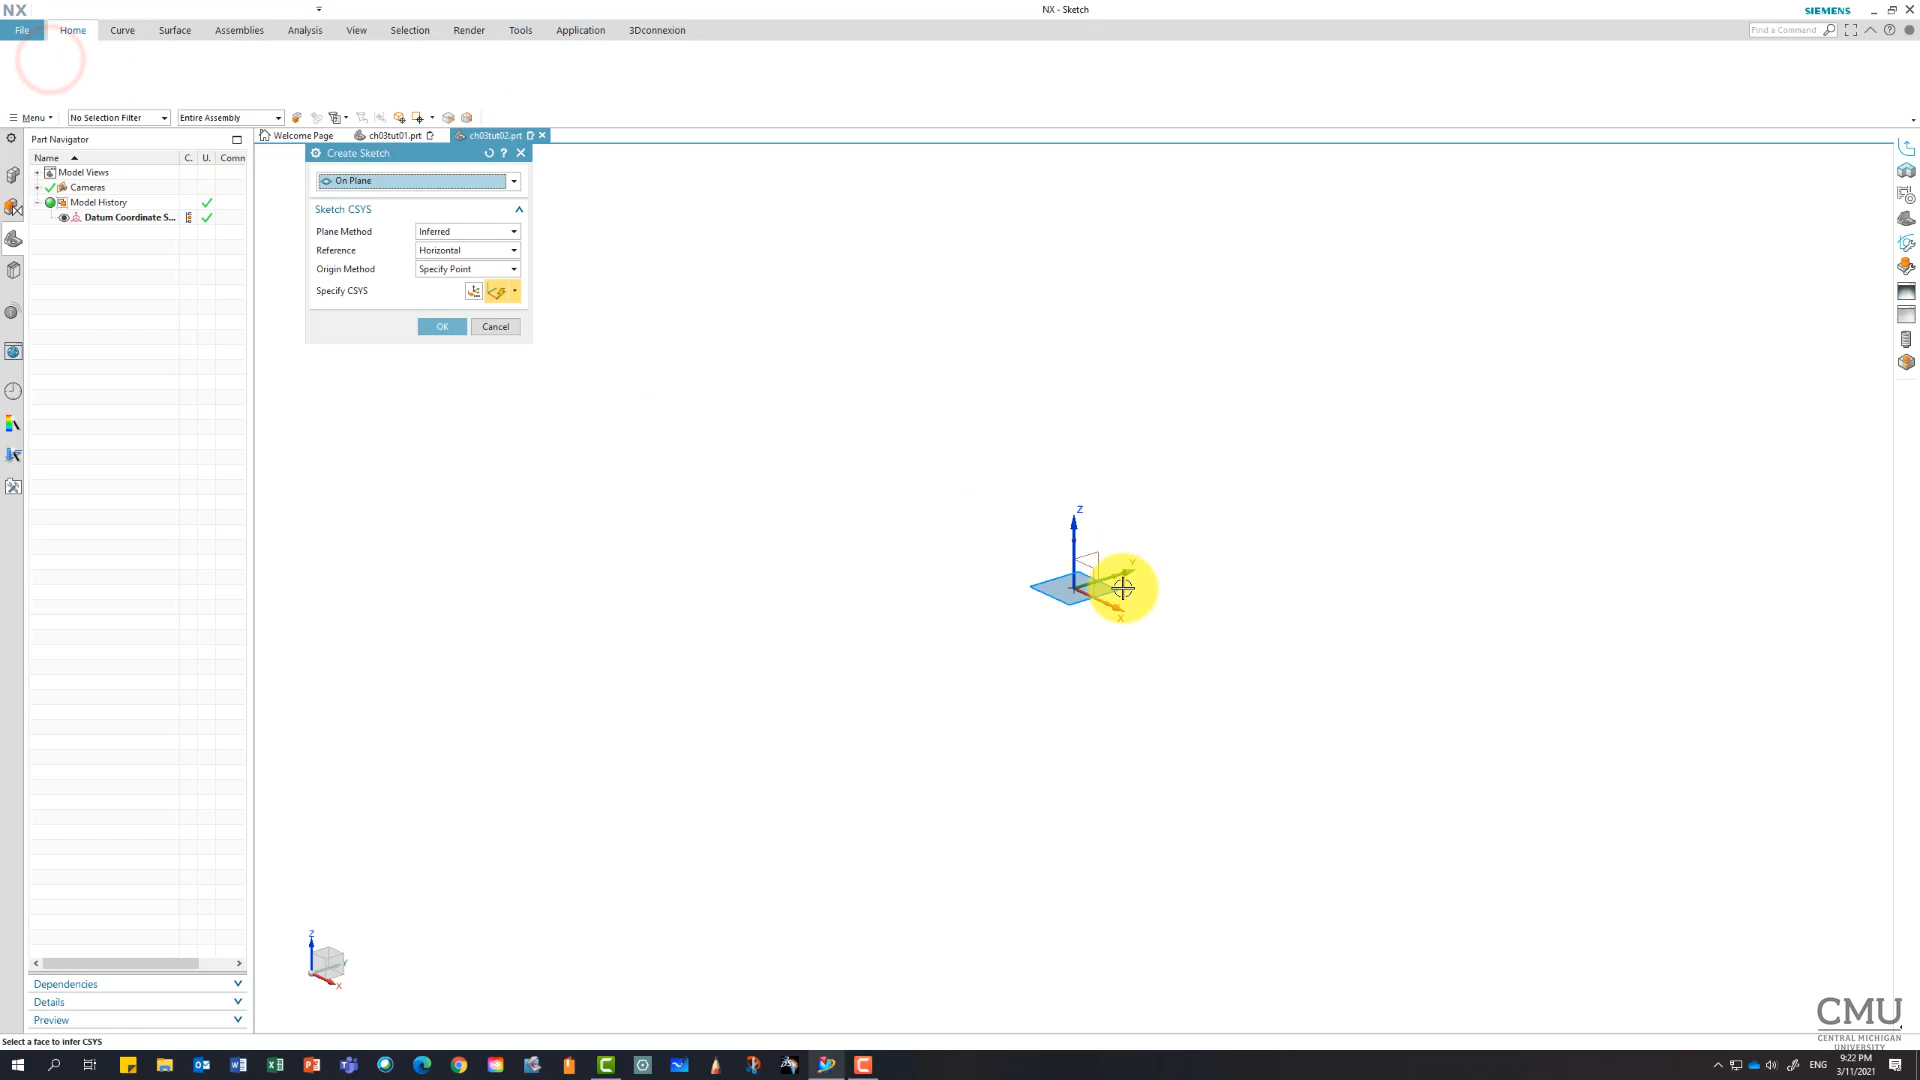 NX
NX - Sketch
SIEMENS
File
Home
Curve
Surface
Assemblies
Analysis
View
Selection
Render
Tools
Application
3Dconnexion
Find a Command
Menu
No Selection Filter
Entire Assembly
Part Navigator
Welcome Page
ch03tut01.prt
ch03tut02.prt
Name
C.
U.
Comn
Model Views
Cameras
Model History
Datum Coordinate S...
Create Sketch
On Plane
Sketch CSYS
Plane Method
Inferred
Reference
Horizontal
Origin Method
Specify Point
Specify CSYS
OK
Cancel
Z
Y
X
Z
Y
X
Dependencies
Details
Preview
CMU
CENTRAL MICHIGAN
UNIVERSITY
Select a face to infer CSYS
ENG
9:22 PM
3/11/2021